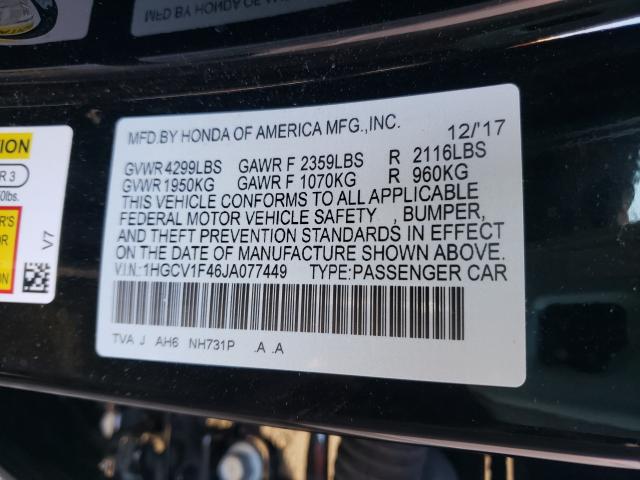 MFD.BY HONDA OF AMERICA MFG.,INC. 12/'17
GVWR 4299LBS GAWR F 2359LBS R 2116LBS
GVWR 1950KG GAWR F 1070KG R 960KG
THIS VEHICLE CONFORMS TO ALL APPLICABLE
FEDERAL MOTOR VEHICLE SAFETY , BUMPER,
AND THEFT PREVENTION STANDARDS IN EFFECT
ON THE DATE OF MANUFACTURE SHOWN ABOVE.
V.I.N.:1HGCV1F46JA077449 TYPE:PASSENGER CAR
TVA J AH6 NH731P .A .A
V7